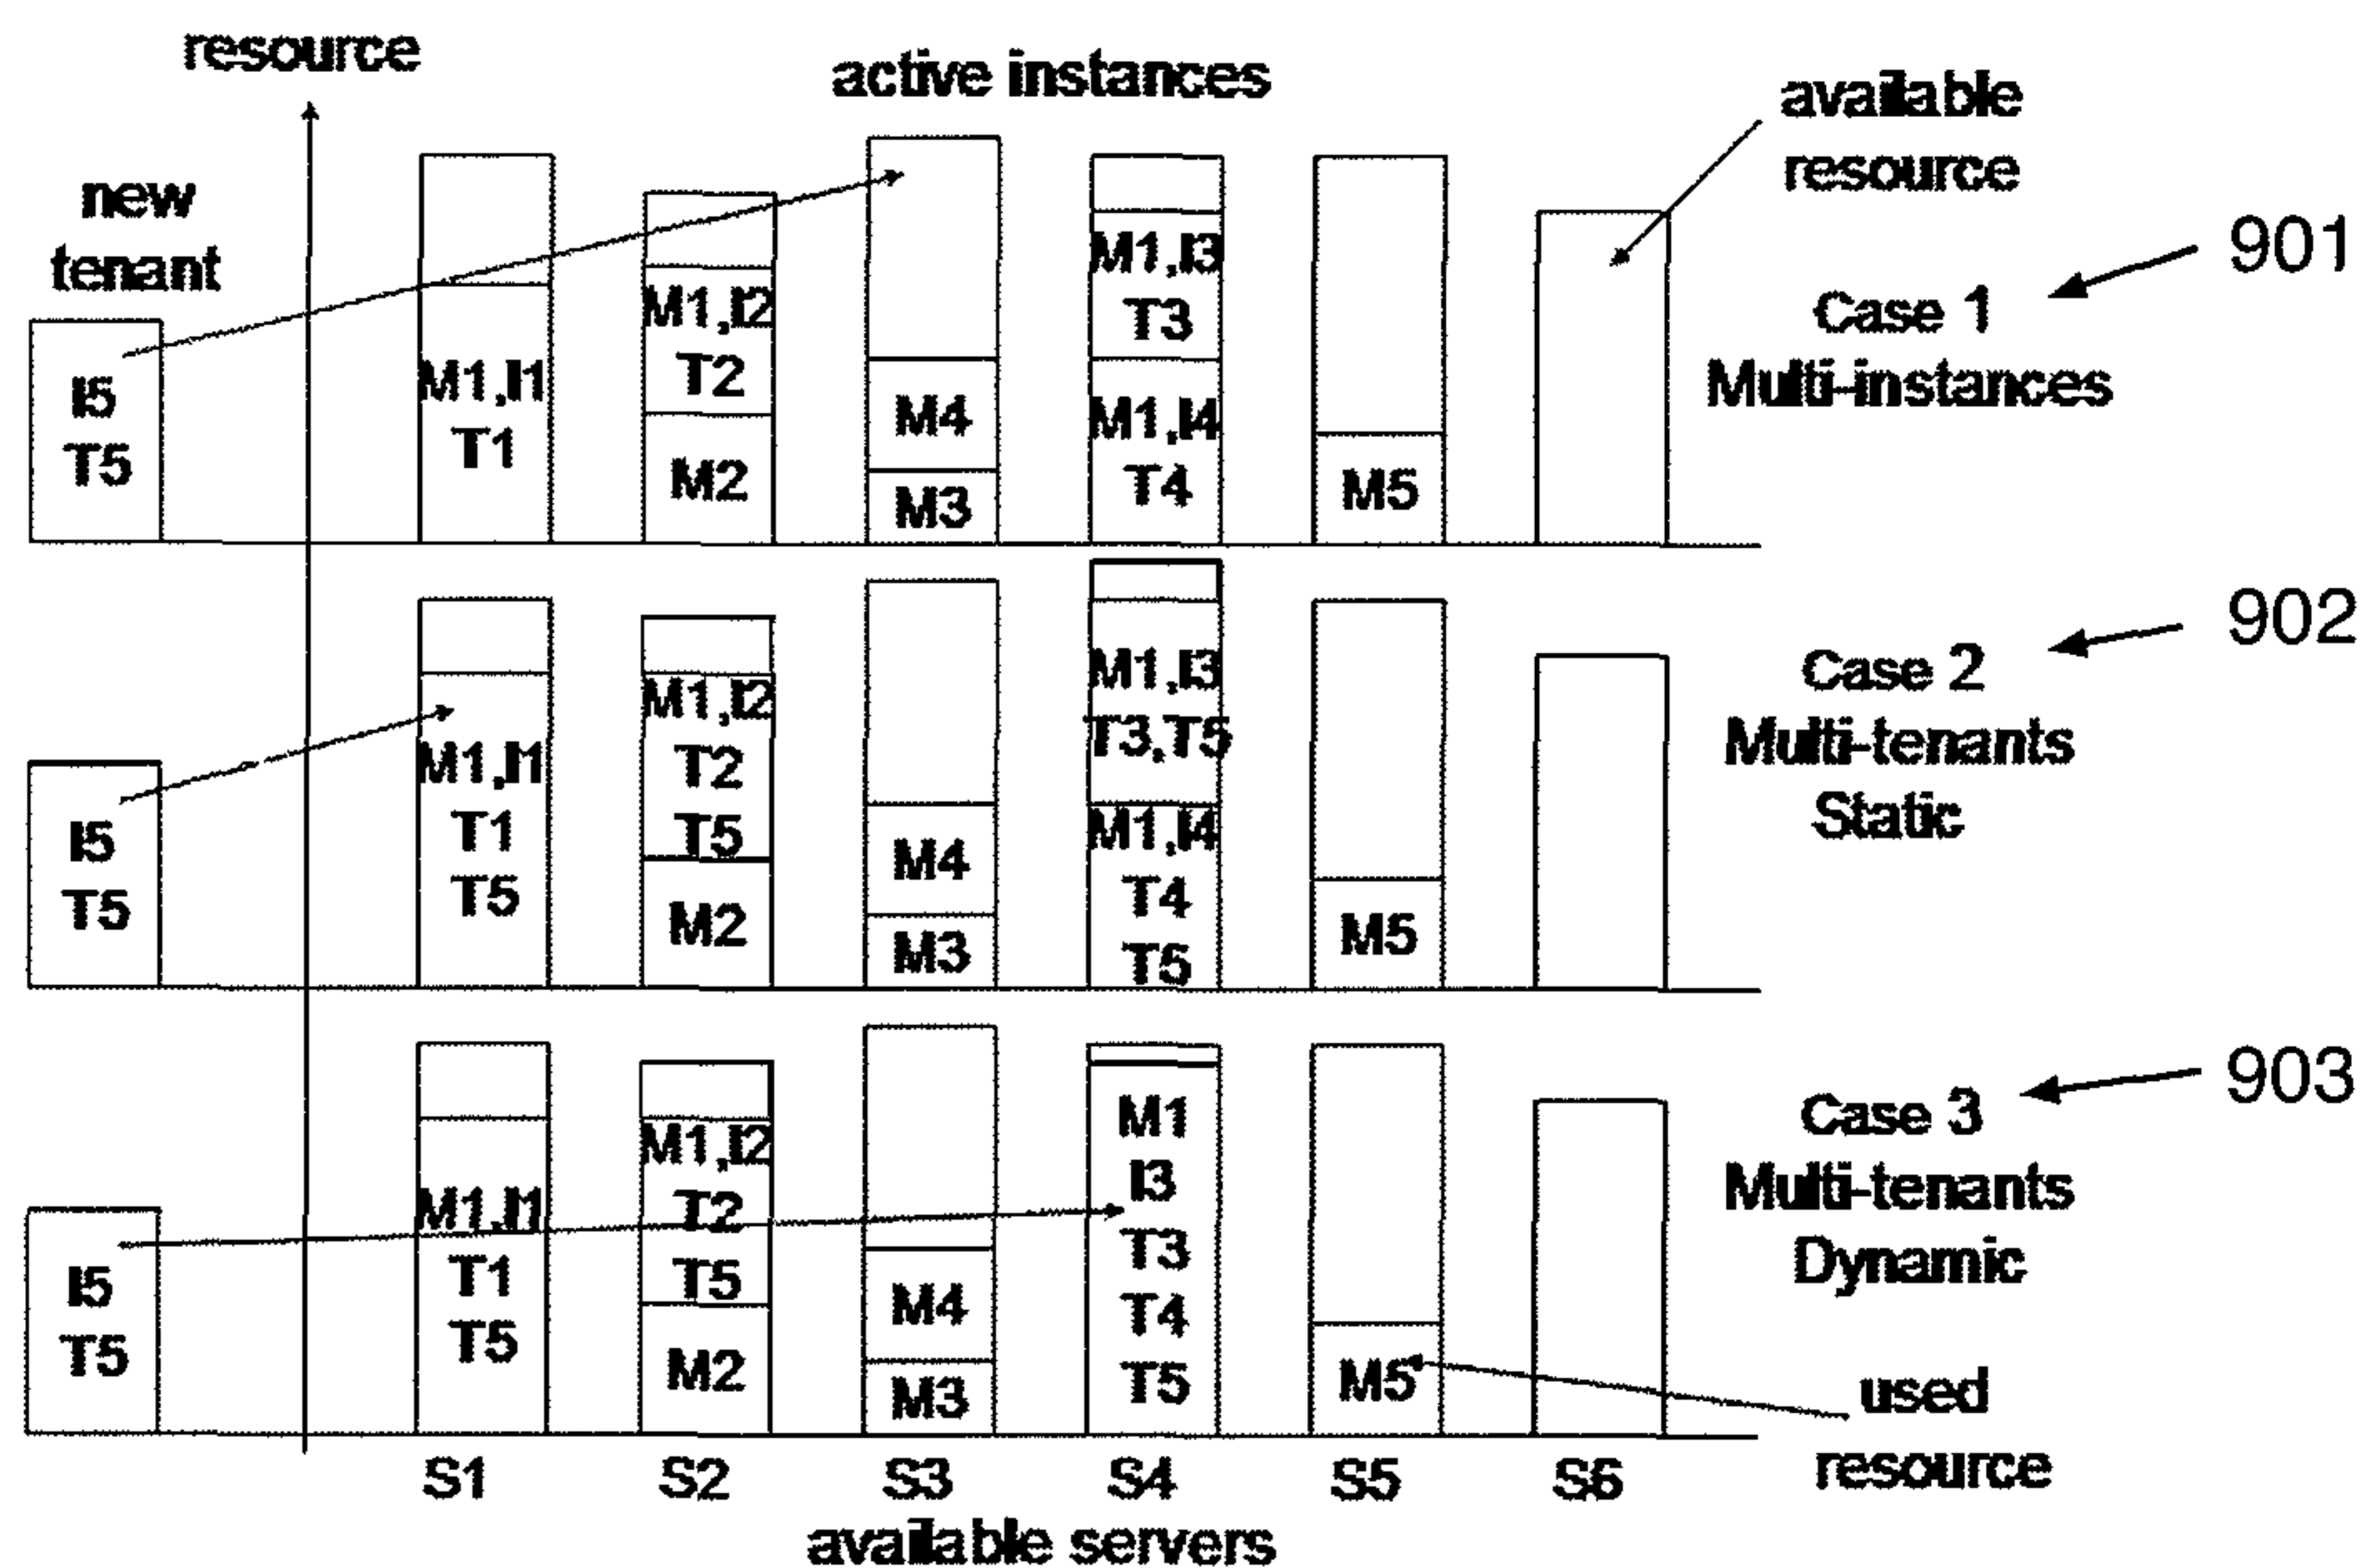 resource
active instances
available
resource
new
tenant
I5
T5
M1,I1
T1
M1,I2
T2
M2
M4
M3
M1,I3
T3
M1,I4
T4
M5
901
Case 1
Multi-instances
I5
T5
M1,I1
T1
T5
M1,I2
T2
T5
M2
M4
M3
M1,I3
T3,T5
M1,I4
T4
T5
M5
902
Case 2
Multi-tenants
Static
I5
T5
M1,I1
T1
T5
M1,I2
T2
T5
M2
M4
M3
M1
I3
T3
T4
T5
M5
903
Case 3
Multi-tenants
Dynamic
used
resource
S1 S2 S3 S4 S5 S6
available servers